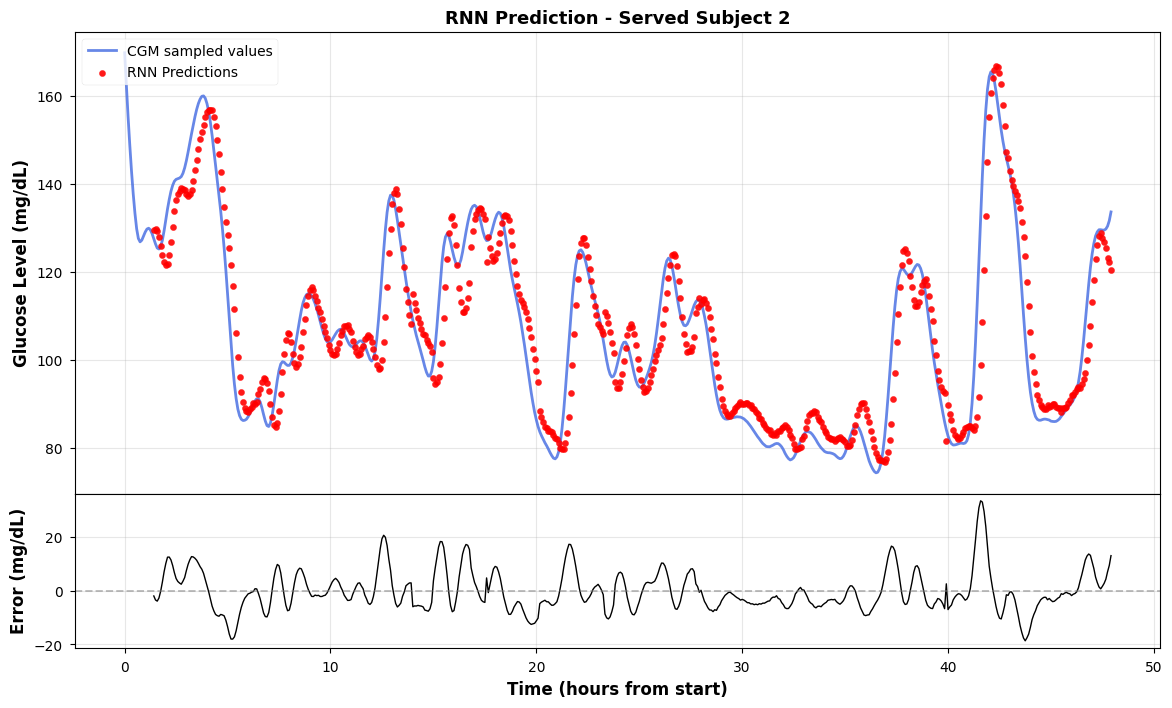 RNN Prediction - Served Subject 2
CGM sampled values
RNN Predictions
Glucose Level (mg/dL)
160
140
120
100
80
Error (mg/dL)
20
0
−20
0 10 20 30 40 50
Time (hours from start)